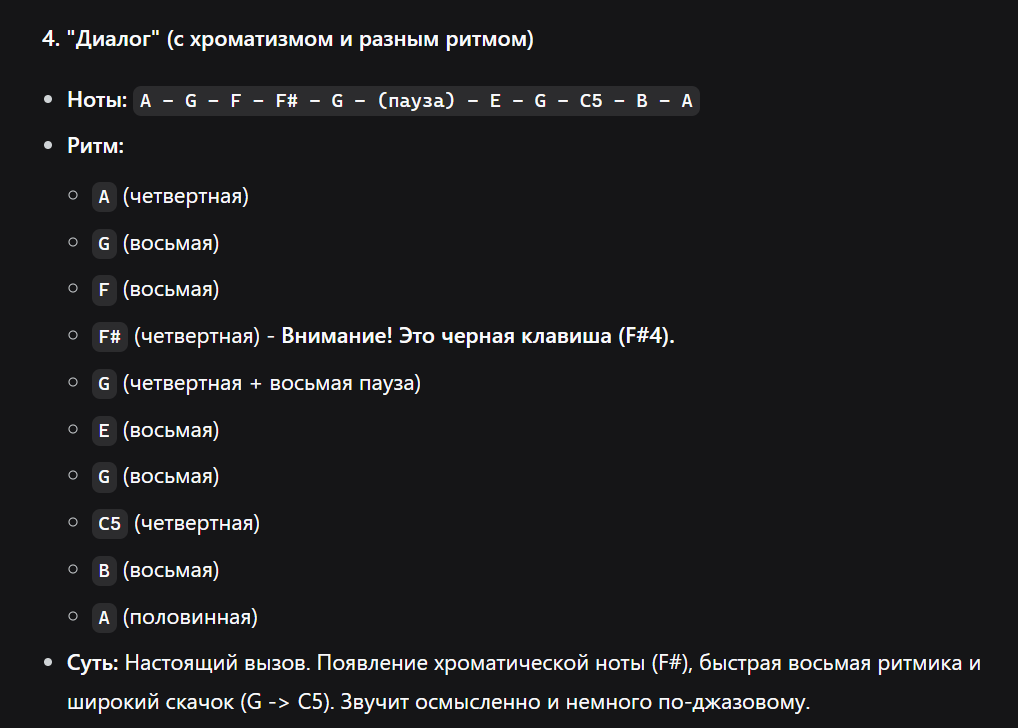 4. "Диалог" (с хроматизмом и разным ритмом)
Ноты: A – G – F – F# – G – (пауза) – E – G – C5 – B – A
Ритм:
A (четвертная)
G (восьмая)
F (восьмая)
F# (четвертная) - Внимание! Это черная клавиша (F#4).
G (четвертная + восьмая пауза)
E (восьмая)
G (восьмая)
C5 (четвертная)
B (восьмая)
A (половинная)
Суть: Настоящий вызов. Появление хроматической ноты (F#), быстрая восьмая ритмика и
широкий скачок (G -> C5). Звучит осмысленно и немного по-джазовому.